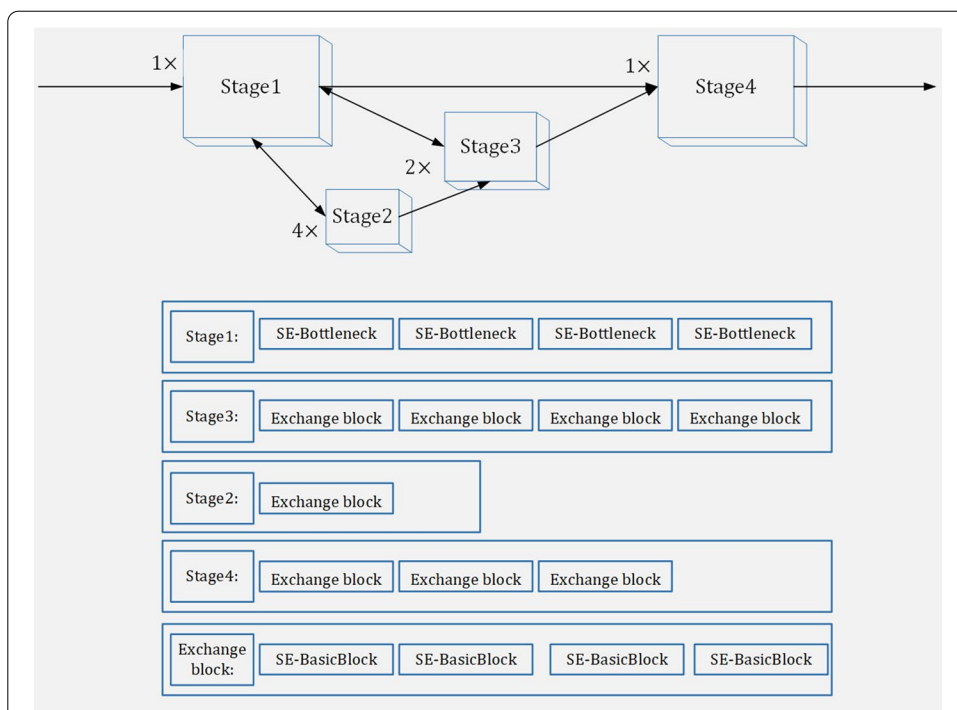 1×
Stage1
1×
Stage4
Stage3
2×
Stage2
4×
Stage1: SE-Bottleneck SE-Bottleneck SE-Bottleneck SE-Bottleneck
Stage3: Exchange block Exchange block Exchange block Exchange block
Stage2: Exchange block
Stage4: Exchange block Exchange block Exchange block
Exchange
block: SE-BasicBlock SE-BasicBlock SE-BasicBlock SE-BasicBlock